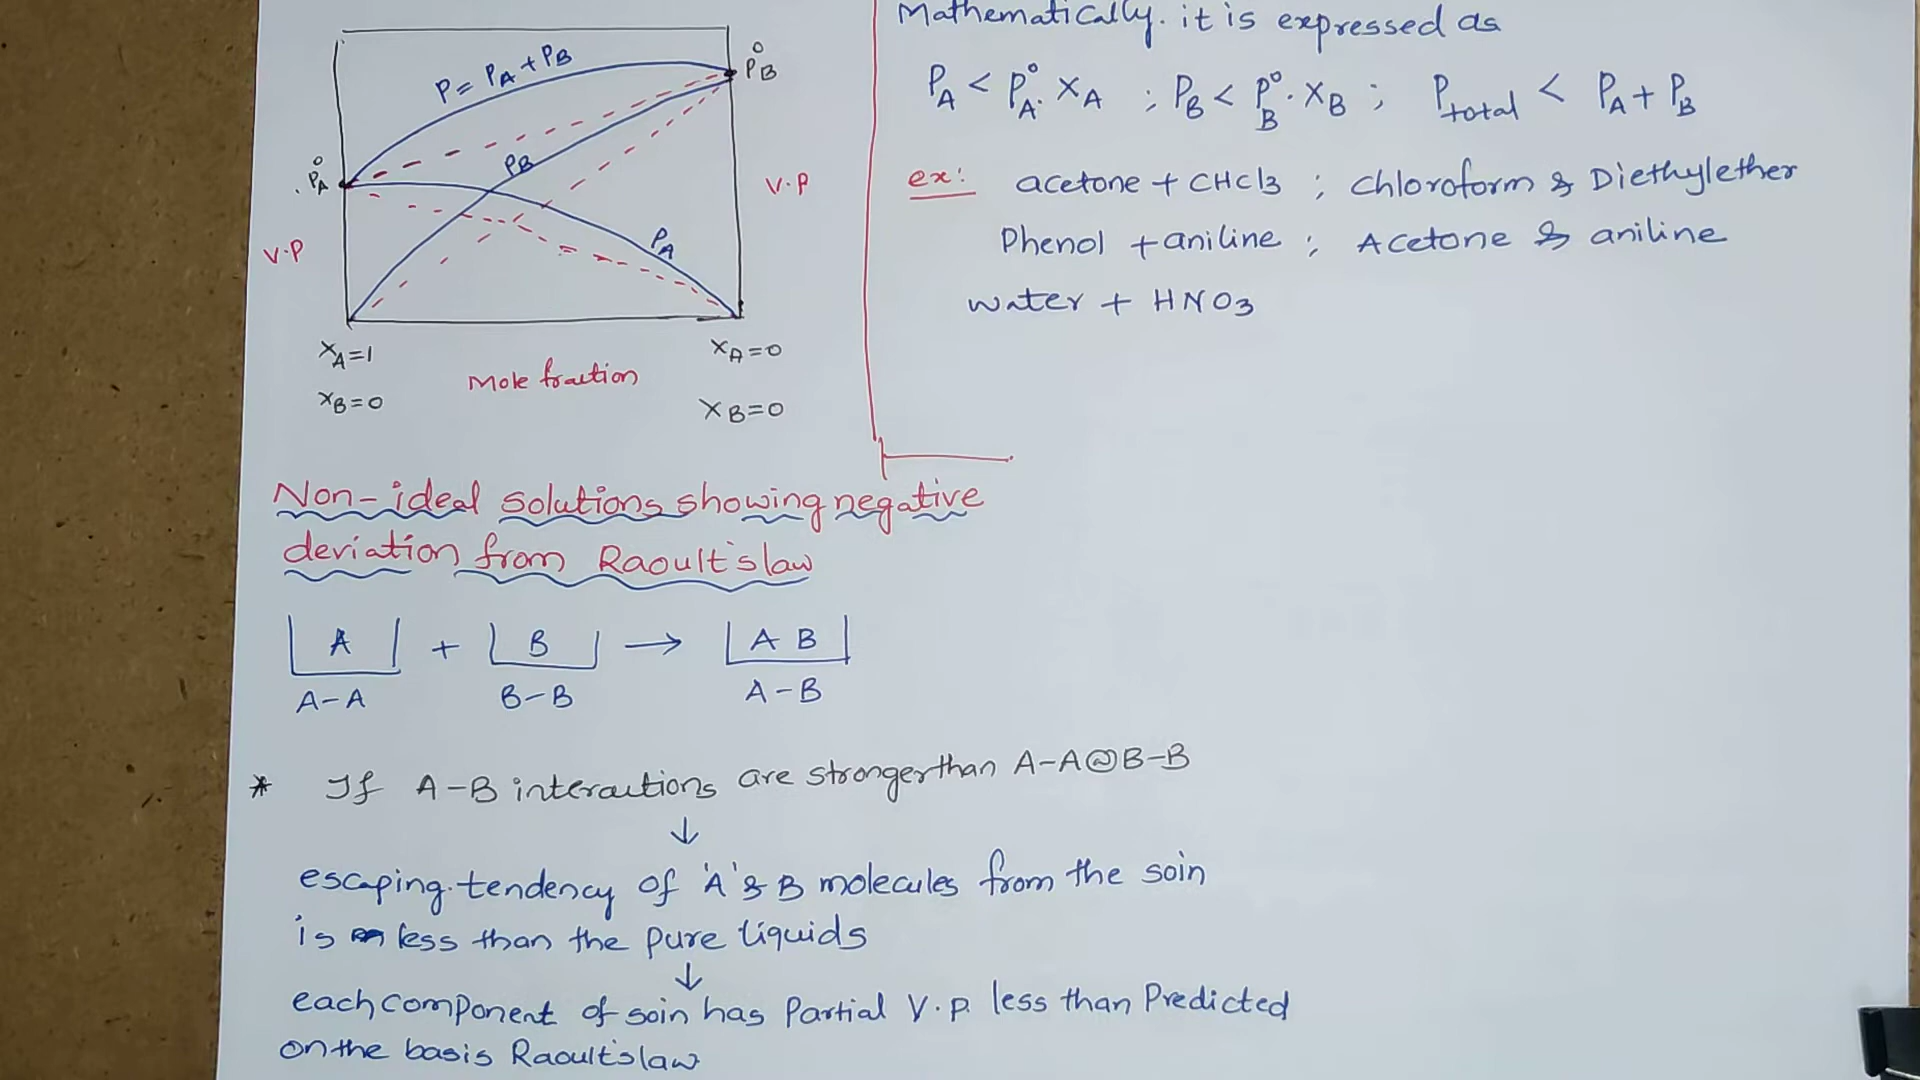 P = PA + PB
P°B
PB
P°A
PA
V.P
V.P
XA=1
XA=0
XB=0
Mole fraction
XB=0
Mathematically. it is expressed as
PA < P°A. XA ; PB < P°B. XB ; Ptotal < PA + PB
ex: acetone + CHCl3 ; chloroform & Diethylether
Phenol + aniline ; Acetone & aniline
water + HNO3
Non-ideal solutions showing negative
deviation from Raoult's law
A + B → A B
A-A B-B A-B
* If A-B interactions are stronger than A-A @ B-B
↓
escaping.tendency of 'A' & B molecules from the soin
is less than the pure liquids
↓
each component of soin has Partial V.P. less than Predicted
on the basis Raoult's law